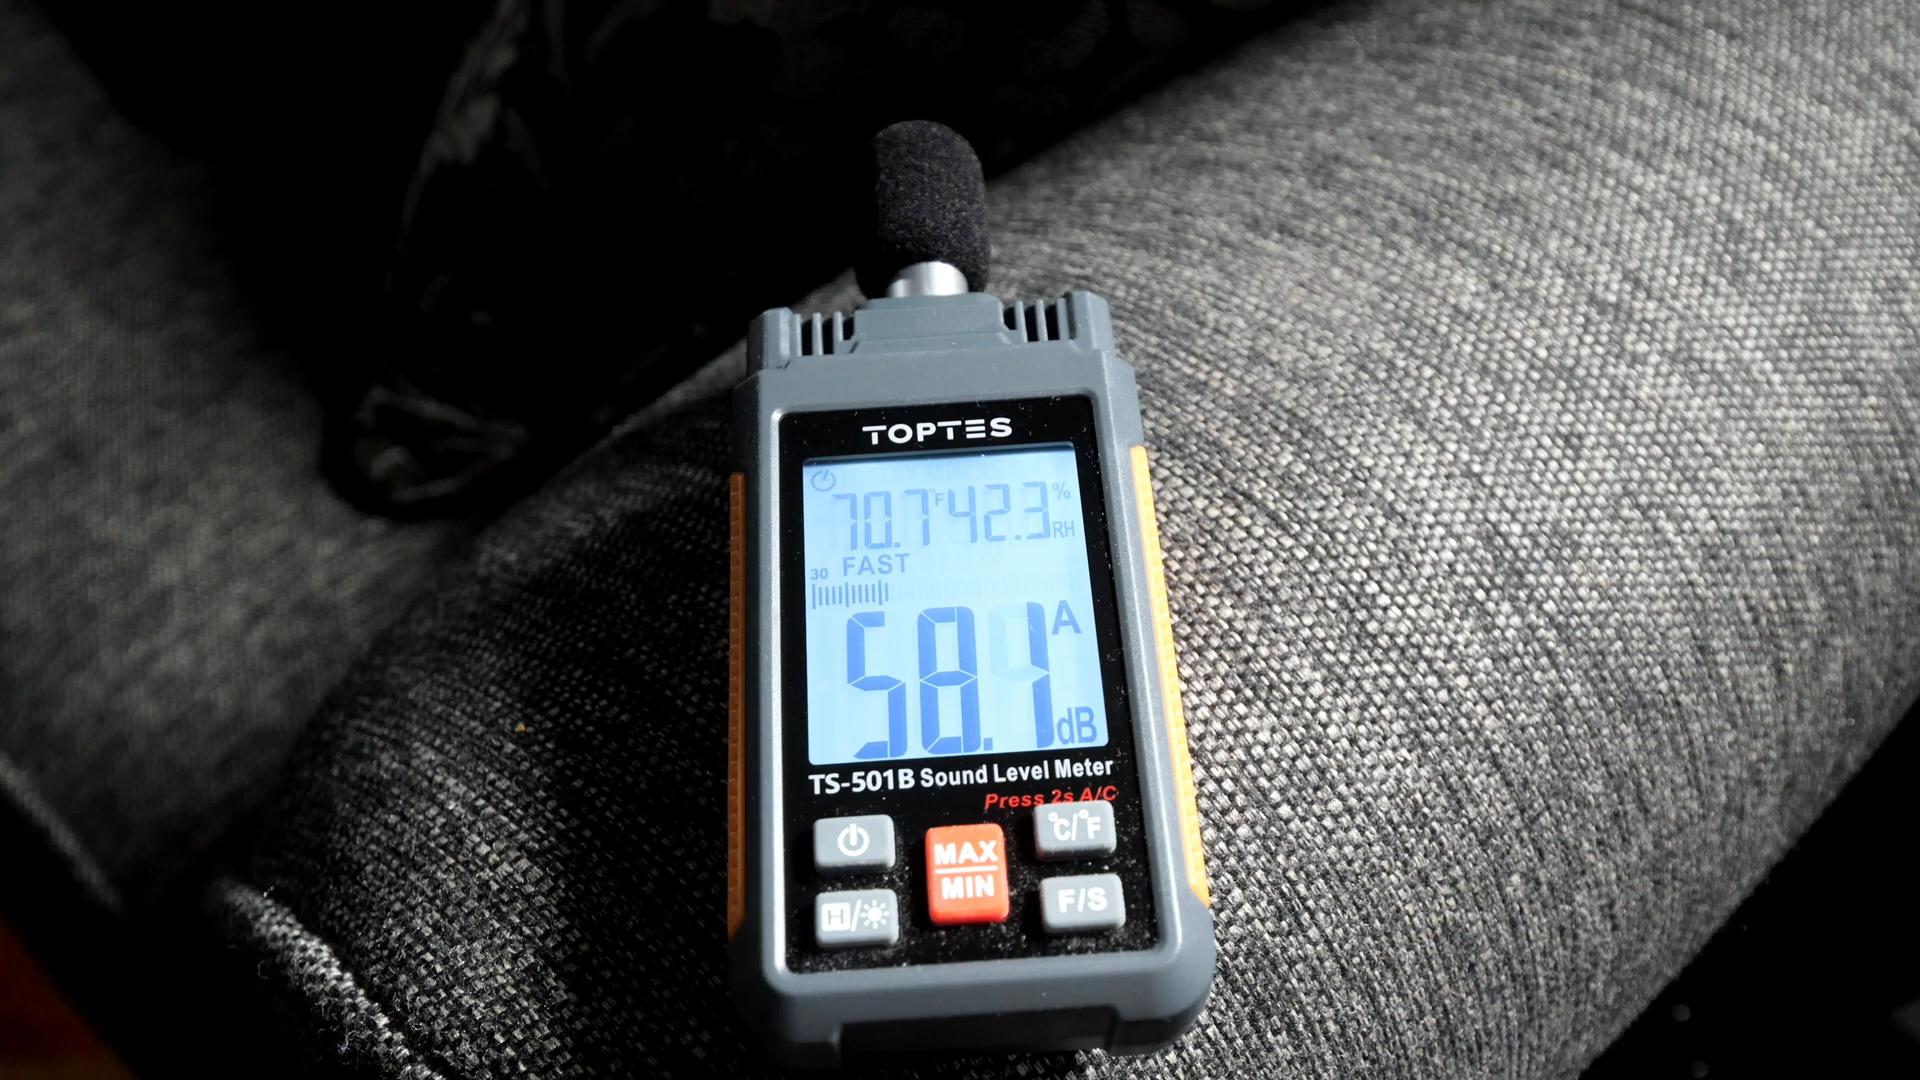 TOPTES
70.7°F 42.3% RH
30 FAST
58.1 A dB
TS-501B Sound Level Meter
Press 2s A/C
°C/°F
MAX
MIN
H/
F/S